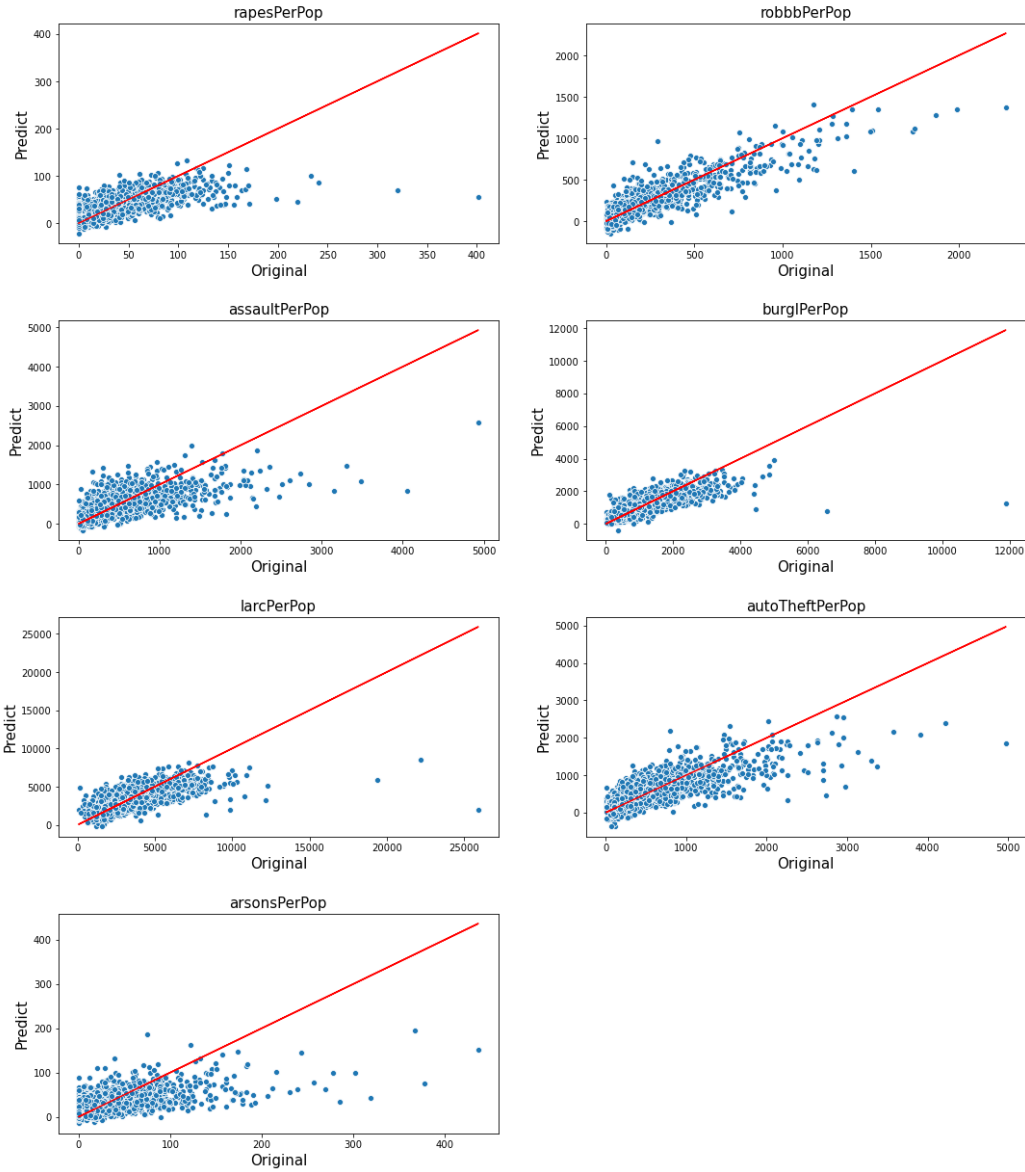 rapesPerPop
400
300
200
100
0
Predict
0 50 100 150 200 250 300 350 400
Original
robbbPerPop
2000
1500
1000
500
0
Predict
0 500 1000 1500 2000
Original
assaultPerPop
5000
4000
3000
2000
1000
0
Predict
0 1000 2000 3000 4000 5000
Original
burglPerPop
12000
10000
8000
6000
4000
2000
0
Predict
0 2000 4000 6000 8000 10000 12000
Original
larcPerPop
25000
20000
15000
10000
5000
0
Predict
0 5000 10000 15000 20000 25000
Original
autoTheftPerPop
5000
4000
3000
2000
1000
0
Predict
0 1000 2000 3000 4000 5000
Original
arsonsPerPop
400
300
200
100
0
Predict
0 100 200 300 400
Original